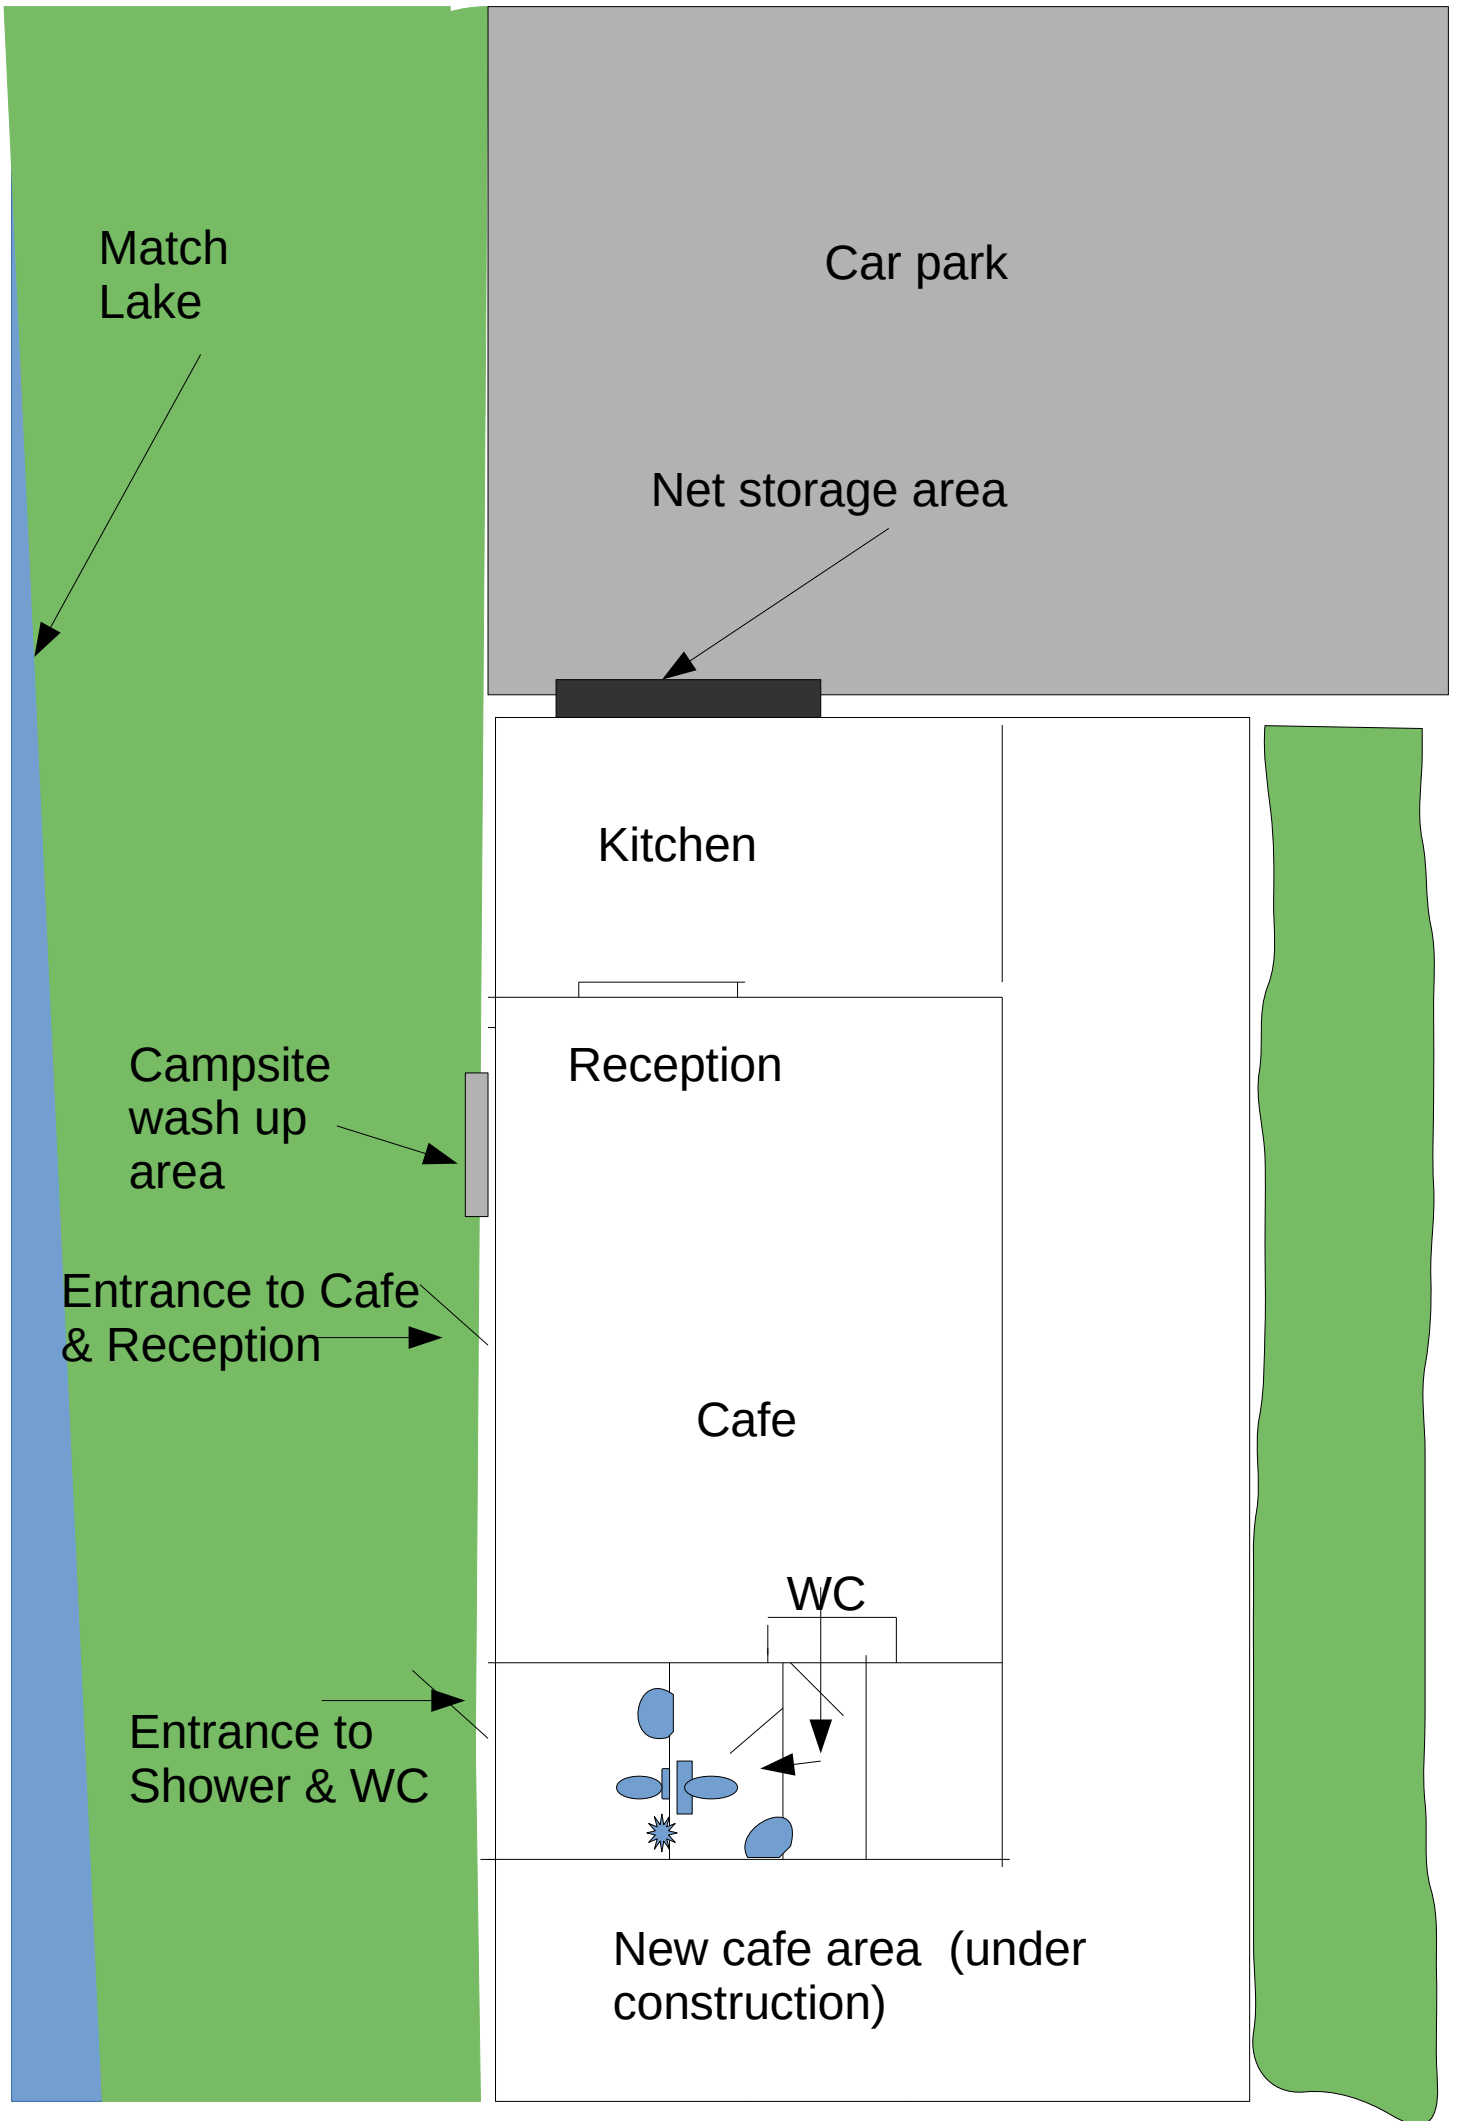 Match
Lake
Car park
Net storage area
Kitchen
Reception
Campsite
wash up
area
Entrance to Cafe
& Reception
Cafe
WC
Entrance to
Shower & WC
New cafe area  (under
construction)